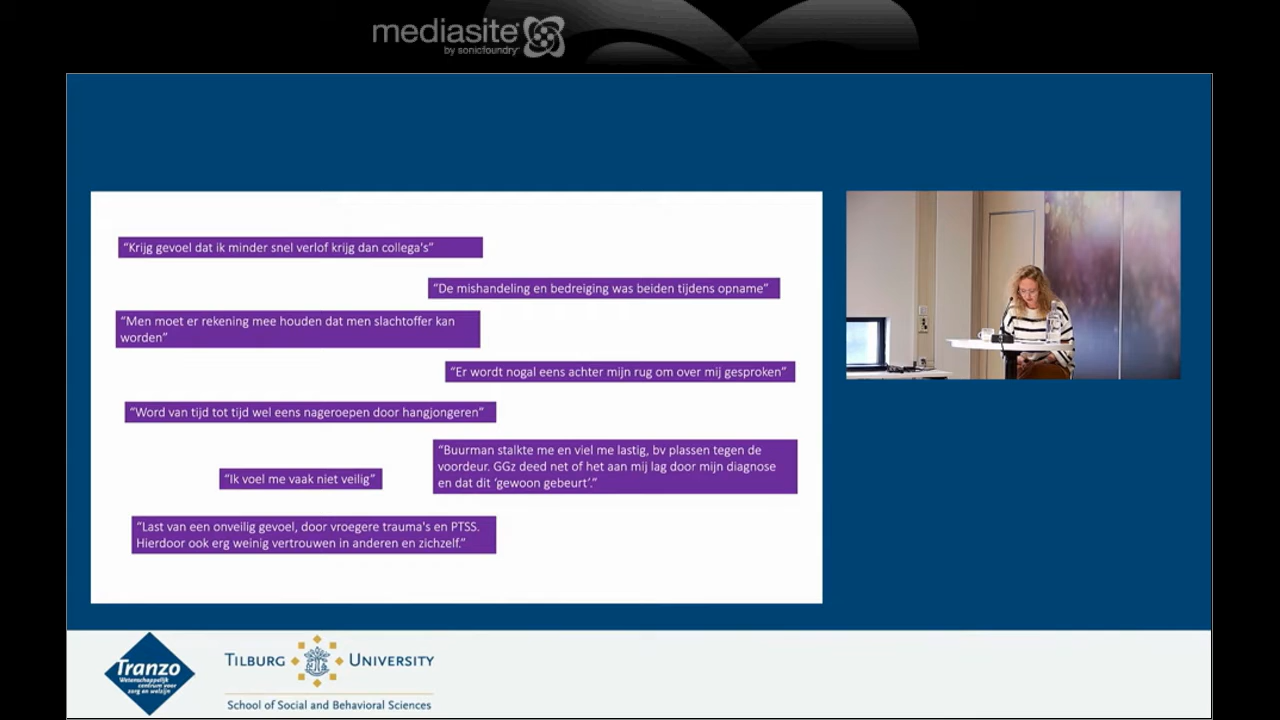 mediasite
by sonicfoundry
"Krijg gevoel dat ik minder snel verlof krijg dan collega's"
"De mishandeling en bedreiging was beiden tijdens opname"
"Men moet er rekening mee houden dat men slachtoffer kan
worden"
"Er wordt nogal eens achter mijn rug om over mij gesproken"
"Word van tijd tot tijd wel eens nageroepen door hangjongeren"
"Buurman stalkte me en viel me lastig, bv plassen tegen de
voordeur. GGz deed net of het aan mij lag door mijn diagnose
en dat dit 'gewoon gebeurt'."
"Ik voel me vaak niet veilig"
"Last van een onveilig gevoel, door vroegere trauma's en PTSS.
Hierdoor ook erg weinig vertrouwen in anderen en zichzelf."
Tranzo
Wetenschappelijk
centrum voor
zorg en welzijn
TILBURG UNIVERSITY
School of Social and Behavioral Sciences